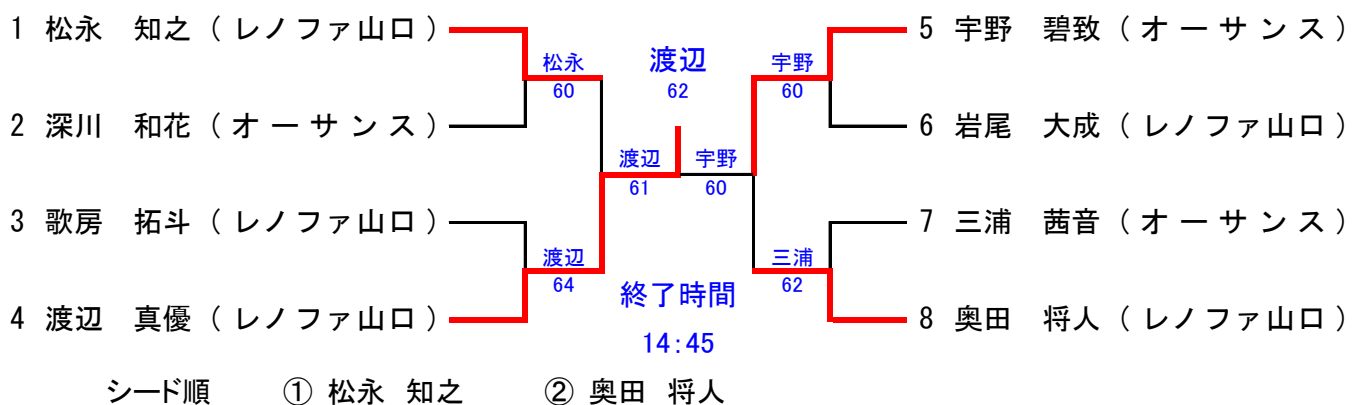 1 松永 知之 ( レノファ山口 )
5 宇野 碧致 ( オーサンス )
松永
60
渡辺
62
宇野
60
2 深川 和花 ( オーサンス )
6 岩尾 大成 ( レノファ山口 )
渡辺
61
宇野
60
3 歌房 拓斗 ( レノファ山口 )
7 三浦 茜音 ( オーサンス )
渡辺
64
三浦
62
終了時間
14:45
4 渡辺 真優 ( レノファ山口 )
8 奥田 将人 ( レノファ山口 )
シード順 ① 松永 知之 ② 奥田 将人